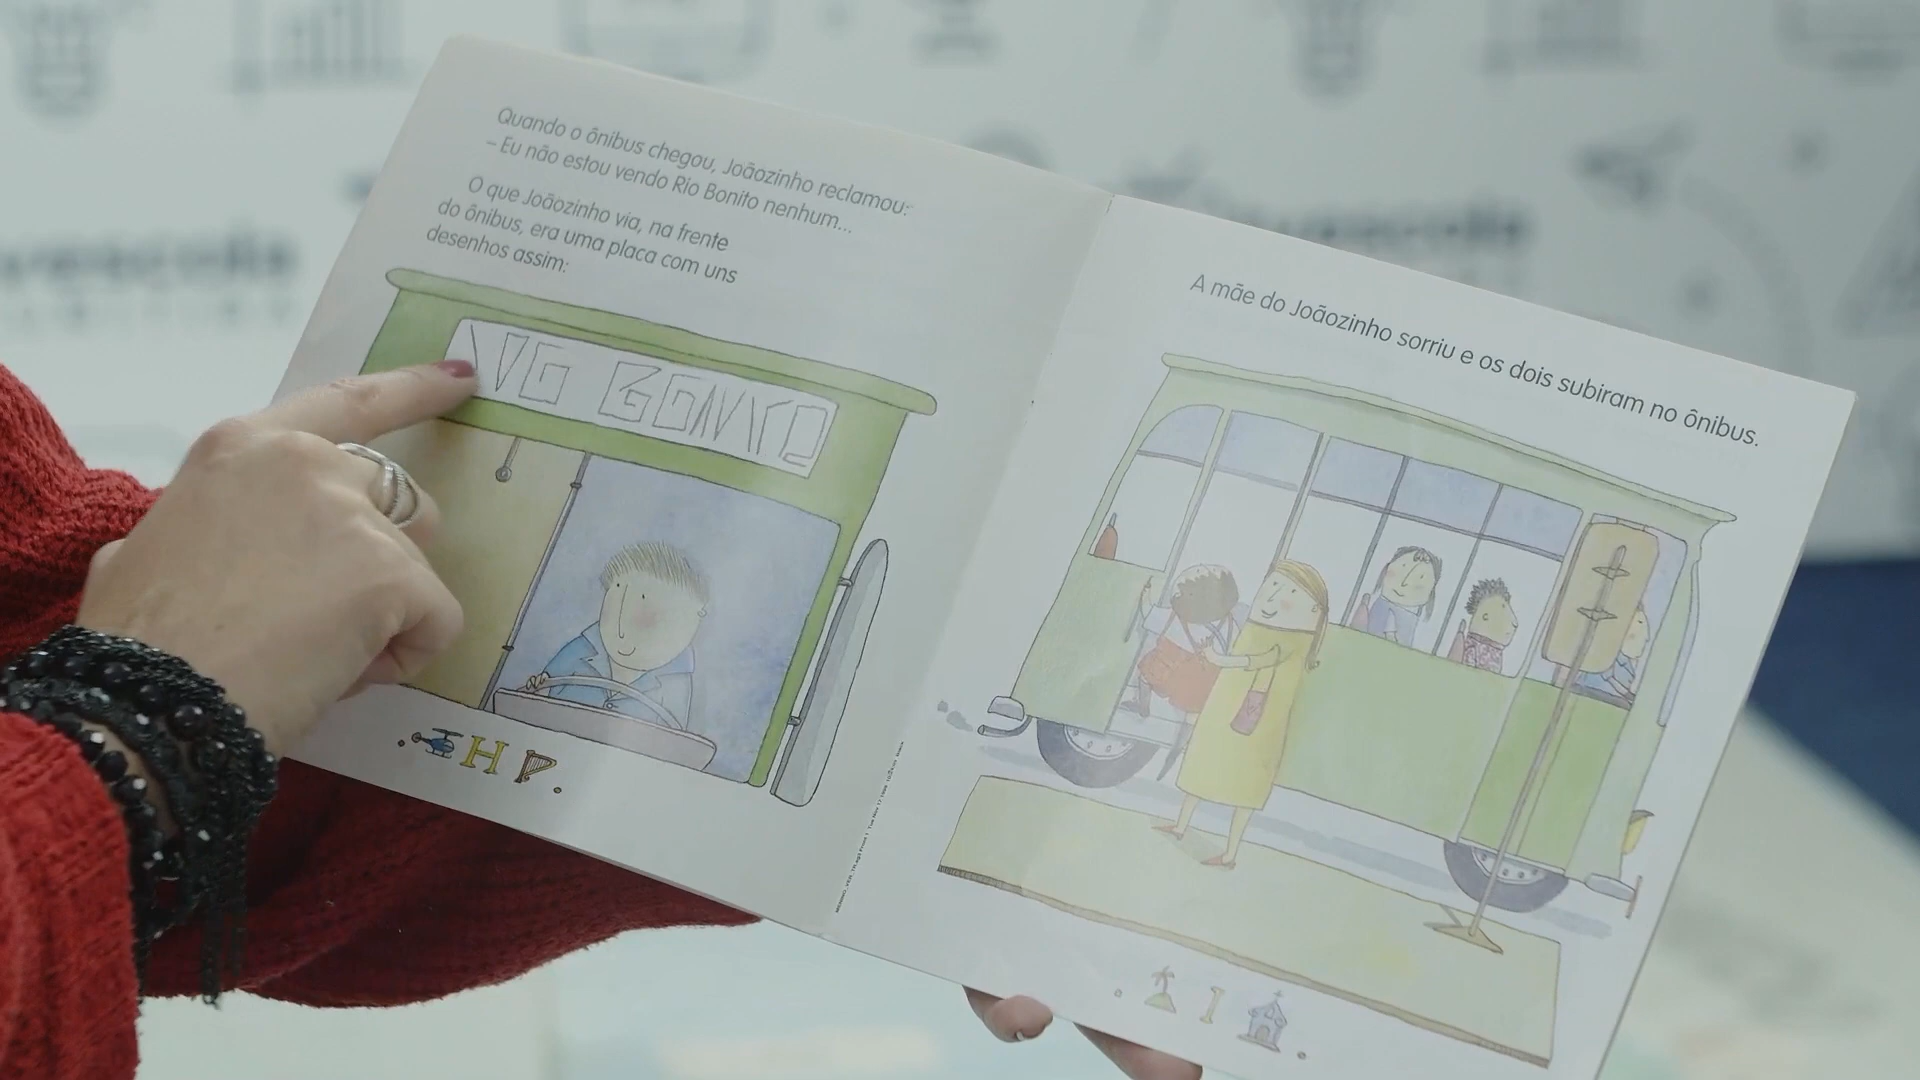 Quando o ônibus chegou, Joãozinho reclamou:
– Eu não estou vendo Rio Bonito nenhum...
O que Joãozinho via, na frente
do ônibus, era uma placa com uns
desenhos assim:
H
A mãe do Joãozinho sorriu e os dois subiram no ônibus.
I